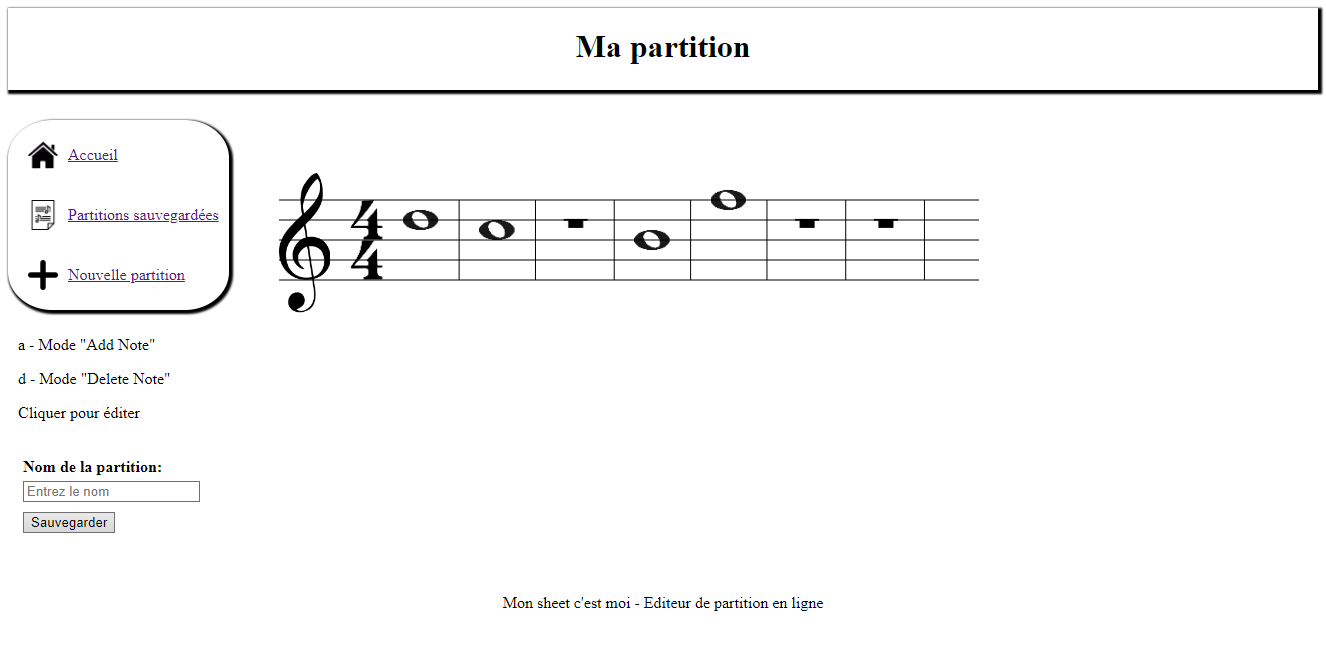 Ma partition
Accueil
Partitions sauvegardées
Nouvelle partition
4
4
a - Mode "Add Note"
d - Mode "Delete Note"
Cliquer pour éditer
Nom de la partition:
Entrez le nom
Sauvegarder
Mon sheet c'est moi - Editeur de partition en ligne